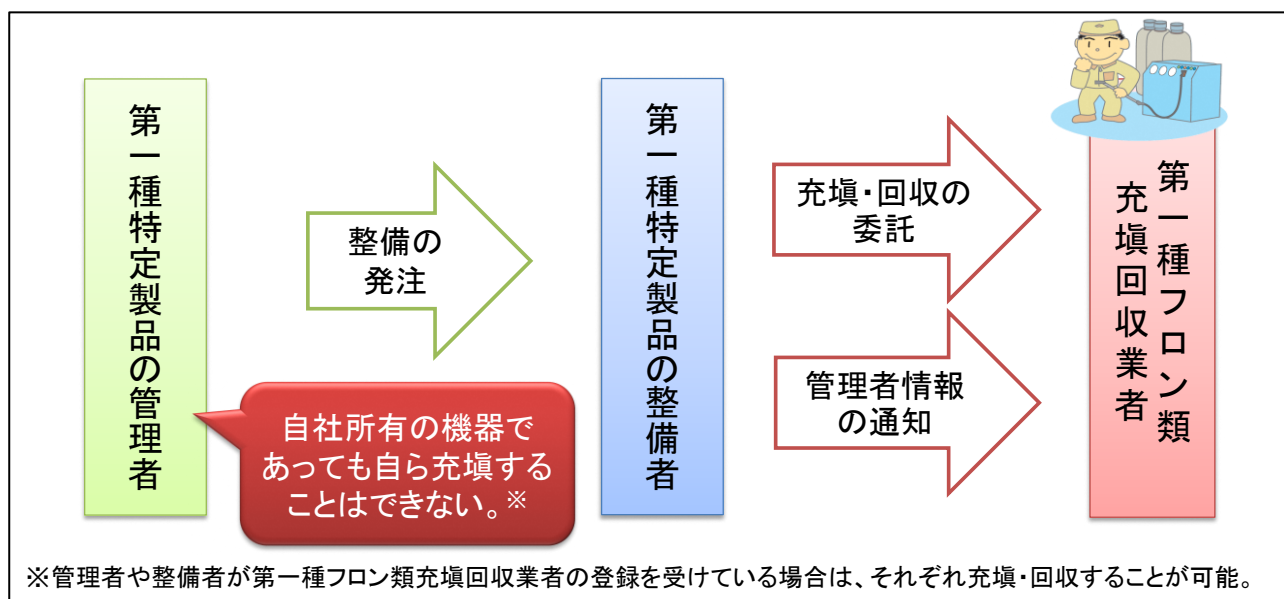 第一種特定製品の管理者
整備の
発注
自社所有の機器で
あっても自ら充塡する
ことはできない。※
第一種特定製品の整備者
充塡・回収の
委託
管理者情報
の通知
第一種フロン類
充塡回収業者
※管理者や整備者が第一種フロン類充塡回収業者の登録を受けている場合は、それぞれ充塡・回収することが可能。